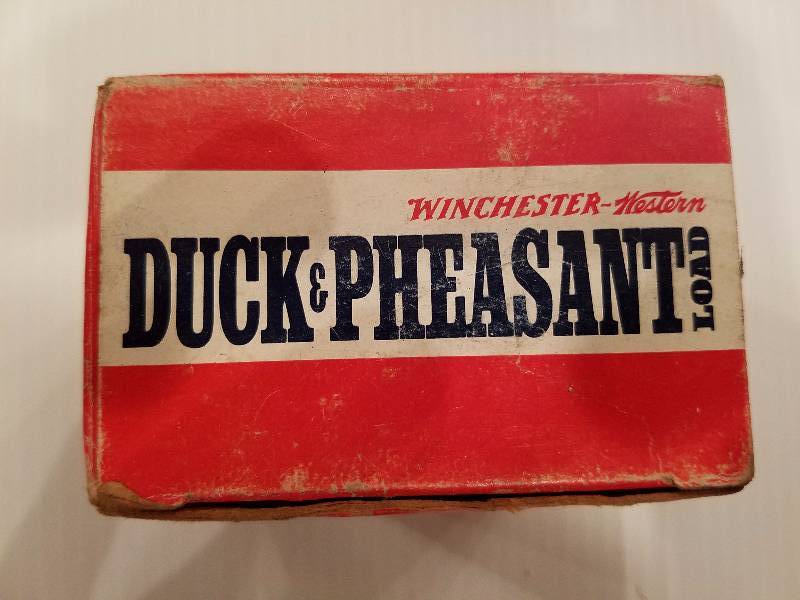 WINCHESTER-Western
DUCK & PHEASANT LOAD